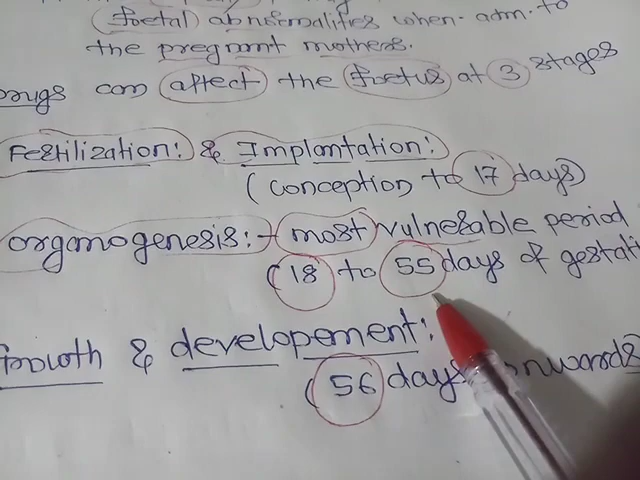 (foetal) abnormalities when adm. to
the pregnant mothers.
Drugs can affect the foetus at 3 stages
Fertilization: & Implantation:
(conception to 17 days)
organogenesis:- most vulnerable period
(18 to 55 days of gestati
Growth & developement:
(56 days onwards